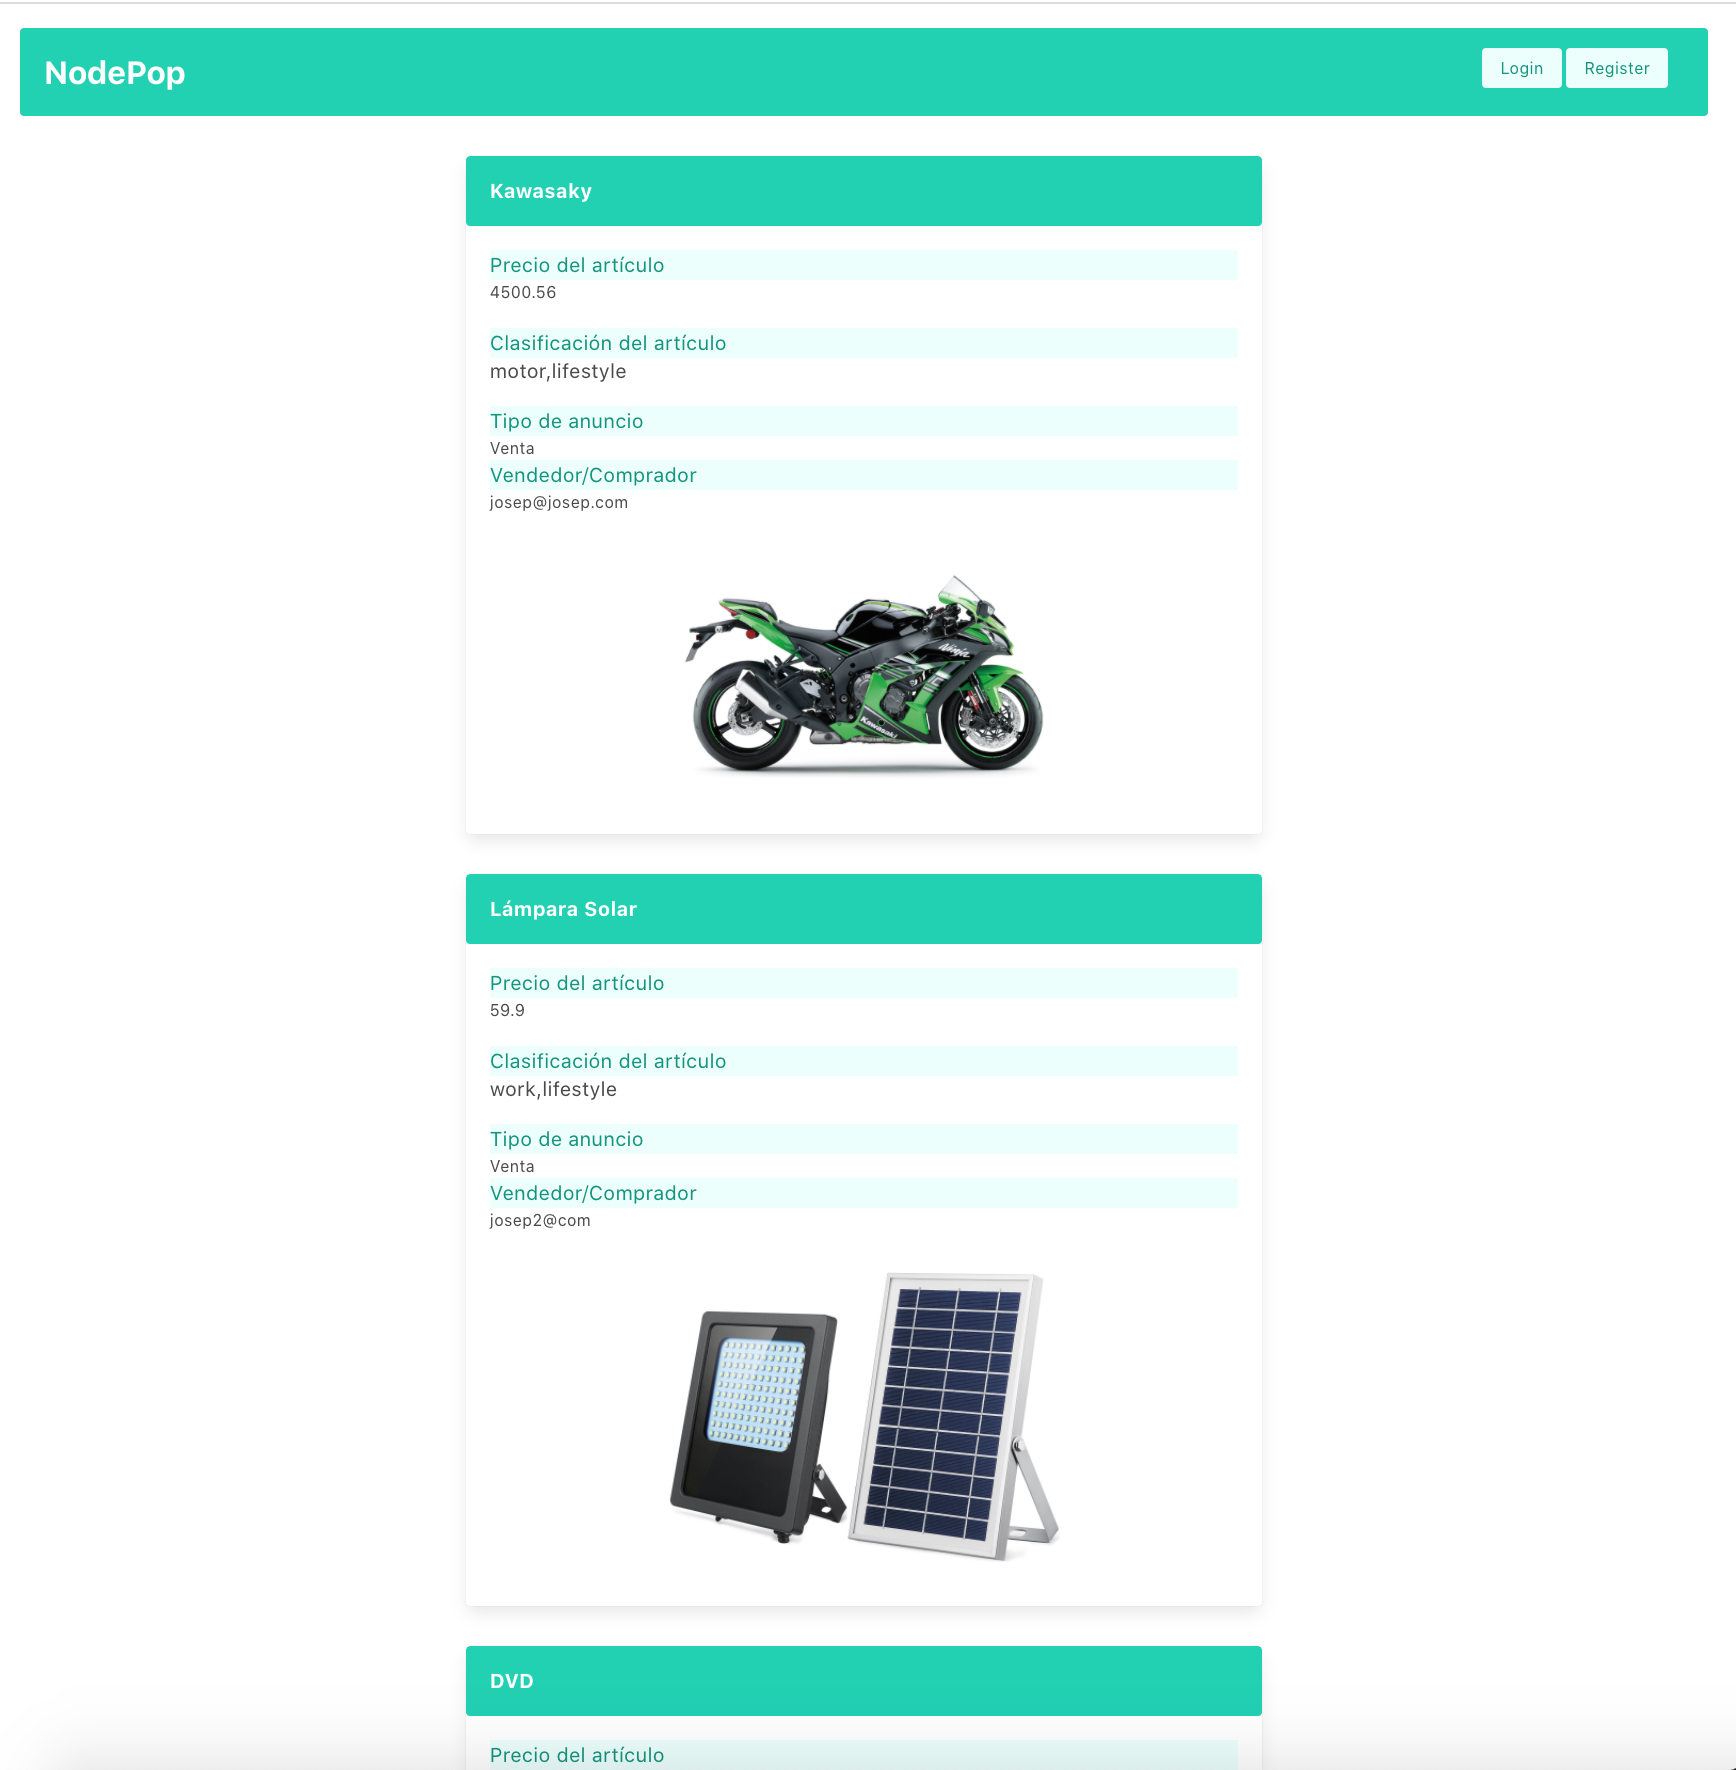 NodePop
Login
Register
Kawasaky
Precio del artículo
4500.56
Clasificación del artículo
motor,lifestyle
Tipo de anuncio
Venta
Vendedor/Comprador
josep@josep.com
Ninja
Kawasaki
Lámpara Solar
Precio del artículo
59.9
Clasificación del artículo
work,lifestyle
Tipo de anuncio
Venta
Vendedor/Comprador
josep2@com
DVD
Precio del artículo